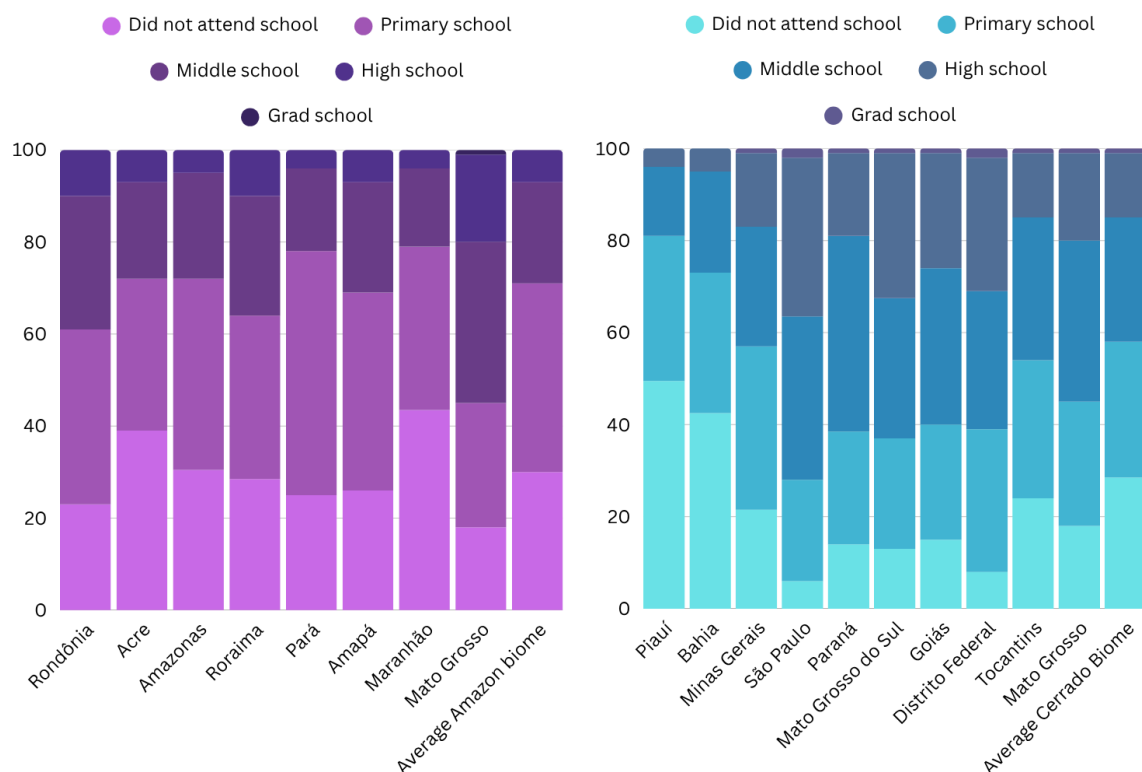 Did not attend school Primary school
Middle school High school
Grad school
100
80
60
40
20
0
Rondônia
Acre
Amazonas
Roraima
Pará
Amapá
Maranhão
Mato Grosso
Average Amazon biome
Did not attend school Primary school
Middle school High school
Grad school
100
80
60
40
20
0
Piauí
Bahia
Minas Gerais
São Paulo
Paraná
Mato Grosso do Sul
Goiás
Distrito Federal
Tocantins
Mato Grosso
Average Cerrado Biome